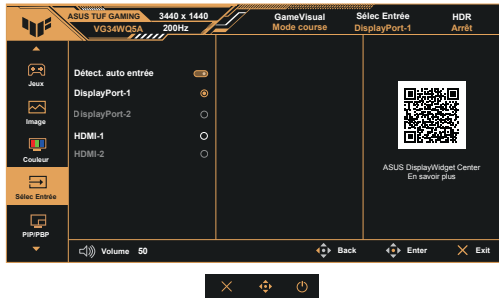 ASUS TUF GAMING 3440 x 1440
VG34WQ5A 200Hz
GameVisual
Mode course
Sélec Entrée
DisplayPort-1
HDR
Arrêt
Jeux
Image
Couleur
Sélec Entrée
PIP/PBP
Détect. auto entrée
DisplayPort-1
DisplayPort-2
HDMI-1
HDMI-2
ASUS DisplayWidget Center
En savoir plus
Volume 50
Back
Enter
Exit